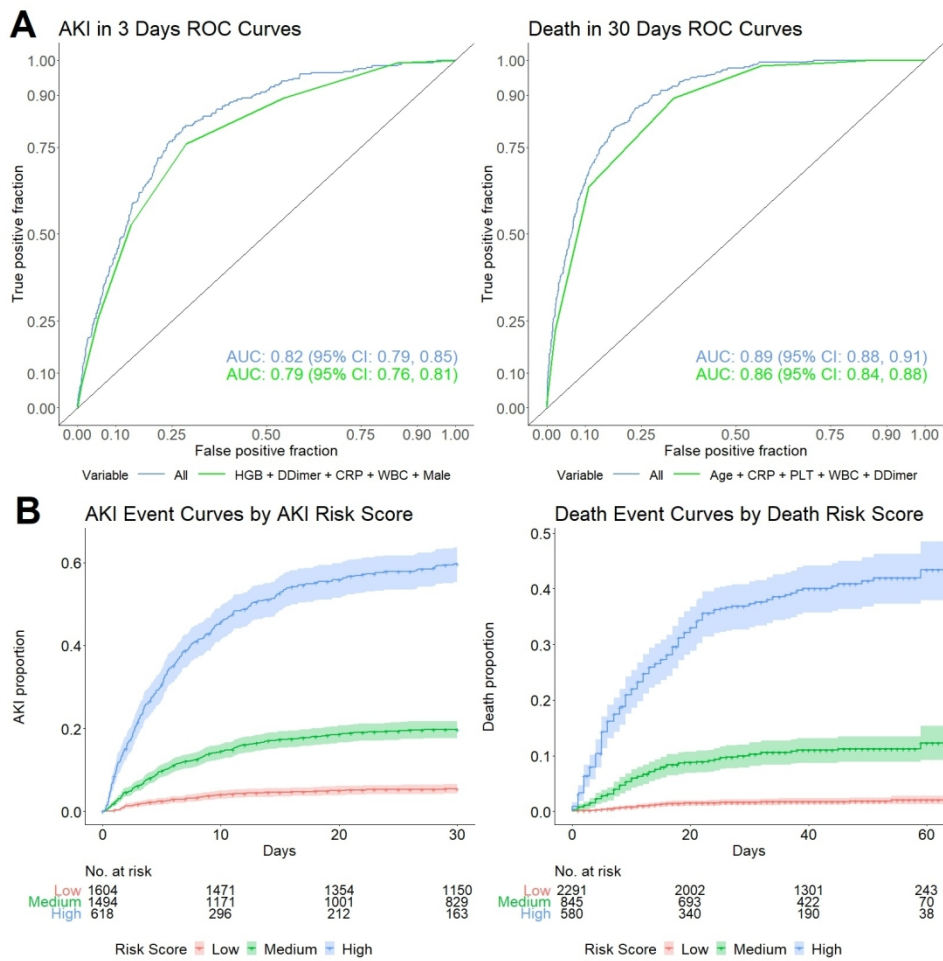 A
AKI in 3 Days ROC Curves
1.00
0.90
0.75
0.50
0.25
0.10
0.00
True positive fraction
AUC: 0.82 (95% CI: 0.79, 0.85)
AUC: 0.79 (95% CI: 0.76, 0.81)
0.00 0.10 0.25 0.50 0.75 0.90 1.00
False positive fraction
Variable All HGB + DDimer + CRP + WBC + Male
Death in 30 Days ROC Curves
1.00
0.90
0.75
0.50
0.25
0.10
0.00
True positive fraction
AUC: 0.89 (95% CI: 0.88, 0.91)
AUC: 0.86 (95% CI: 0.84, 0.88)
0.00 0.10 0.25 0.50 0.75 0.90 1.00
False positive fraction
Variable All Age + CRP + PLT + WBC + DDimer
B
AKI Event Curves by AKI Risk Score
0.6
0.4
0.2
0.0
AKI proportion
0 10 20 30
Days
No. at risk
Low 1604 1471 1354 1150
Medium 1494 1171 1001 829
High 618 296 212 163
Risk Score Low Medium High
Death Event Curves by Death Risk Score
0.5
0.4
0.3
0.2
0.1
0.0
Death proportion
0 20 40 60
Days
No. at risk
Low 2291 2002 1301 243
Medium 845 693 422 70
High 580 340 190 38
Risk Score Low Medium High